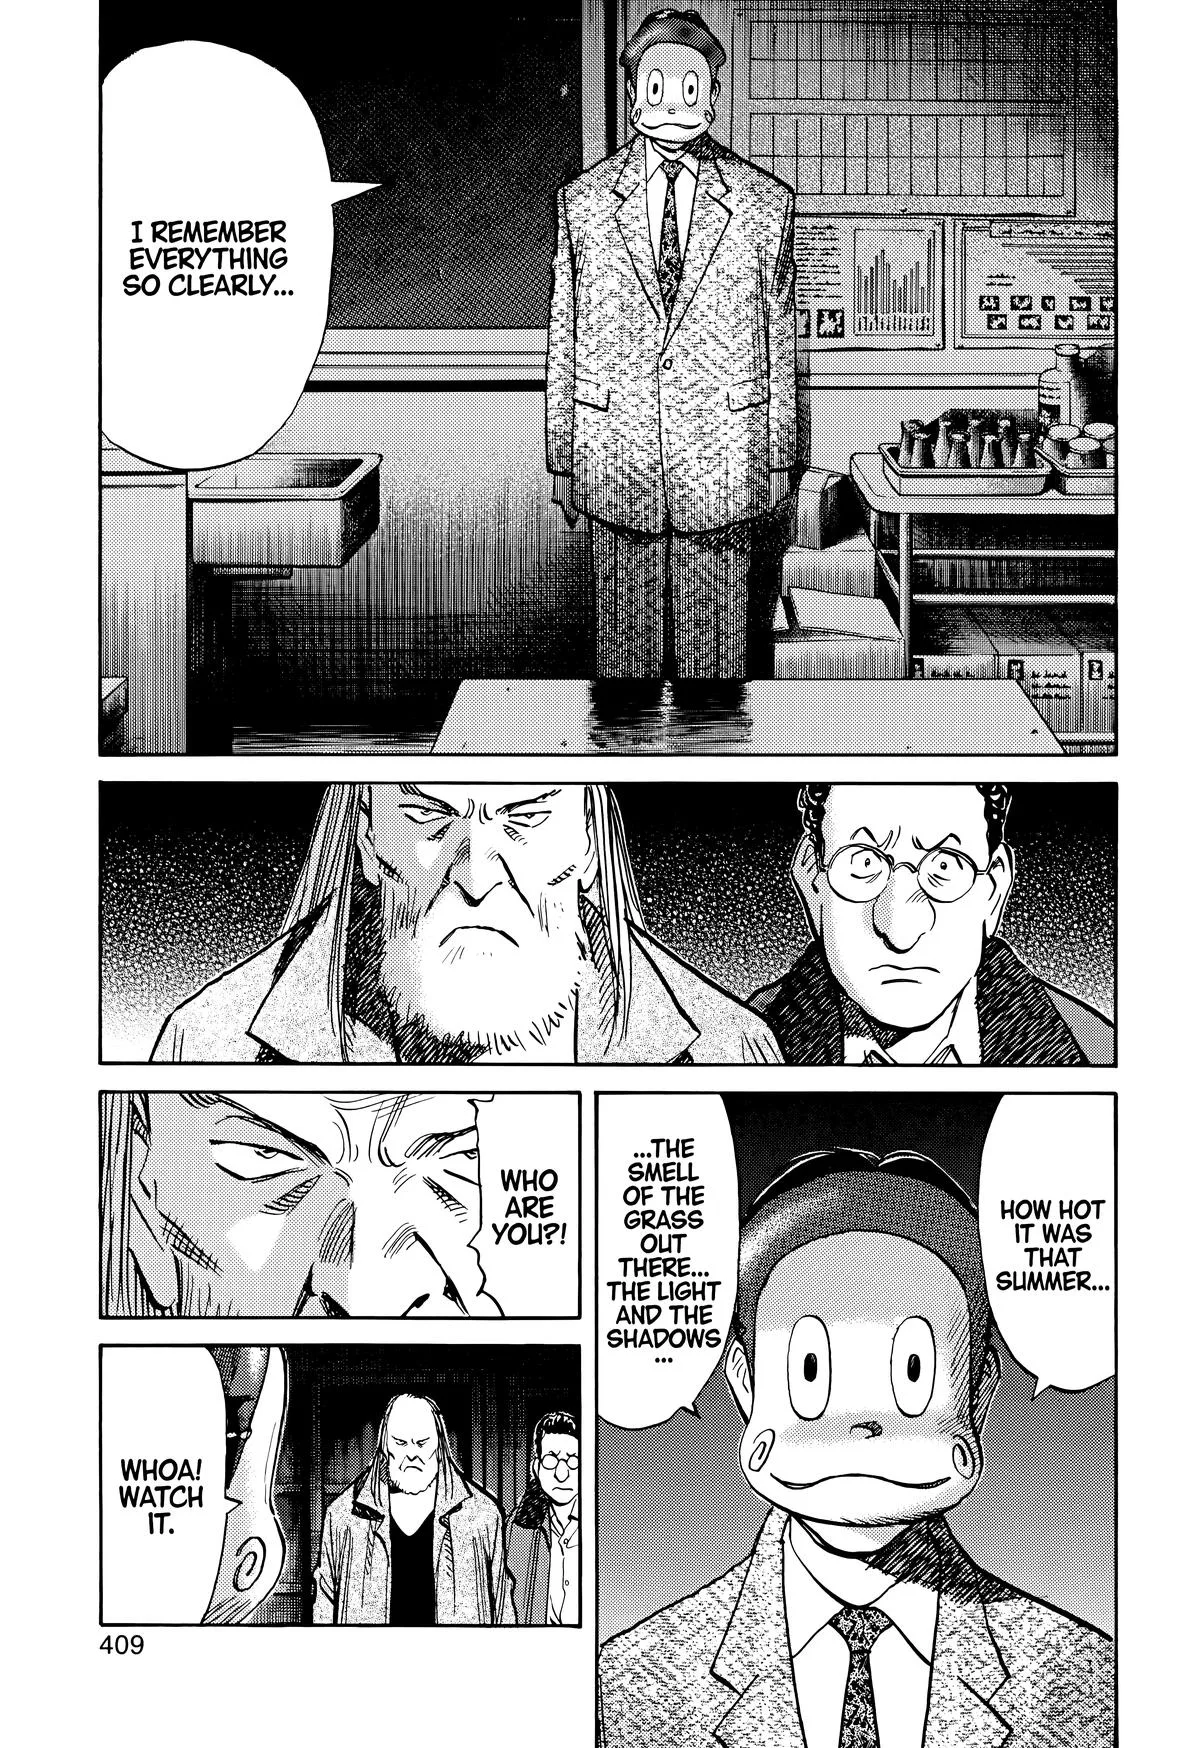 I REMEMBER
EVERYTHING
SO CLEARLY...
HOW HOT
IT WAS
THAT
SUMMER...
...THE
SMELL
OF THE
GRASS
OUT
THERE...
THE LIGHT
AND THE
SHADOWS
...
WHO
ARE
YOU?!
WHOA!
WATCH
IT.
409